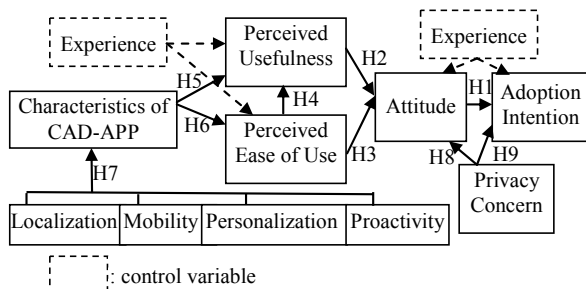 Experience
Perceived
Usefulness
H2
Experience
H5
Characteristics of
CAD-APP
H6
H4
Attitude
H1
Adoption
Intention
Perceived
Ease of Use
H3
H8
H9
H7
Privacy
Concern
Localization
Mobility
Personalization
Proactivity
: control variable